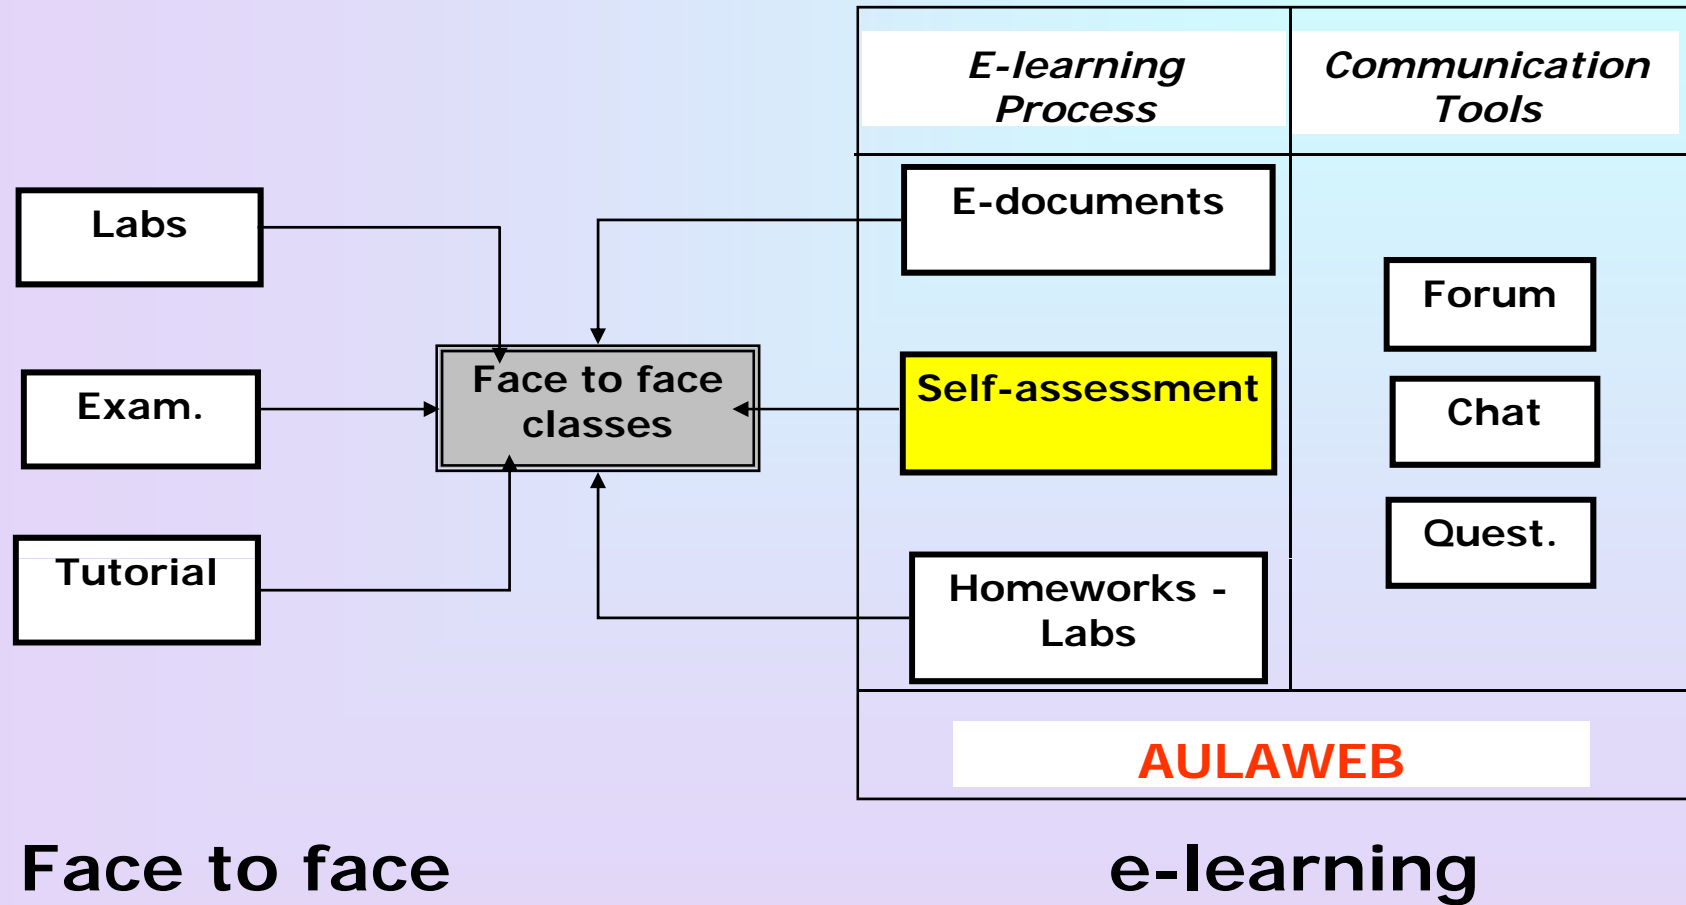 E-learning
Process
Communication
Tools
Labs
Exam.
Tutorial
Face to face
classes
E-documents
Self-assessment
Homeworks -
Labs
Forum
Chat
Quest.
AULAWEB
Face to face
e-learning